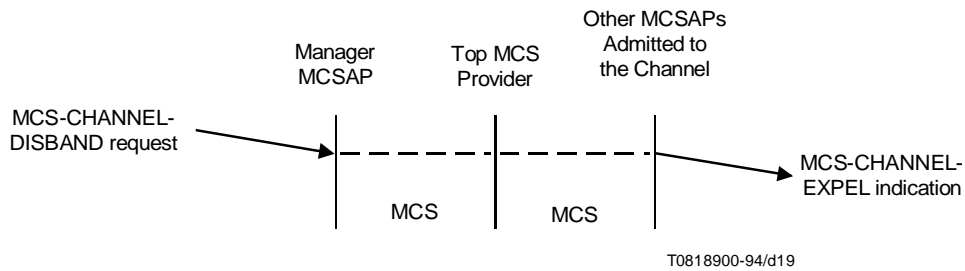 Other MCSAPs
Admitted to
the Channel
Manager
MCSAP
Top MCS
Provider
MCS-CHANNEL-
DISBAND request
MCS-CHANNEL-
EXPEL indication
MCS
MCS
T0818900-94/d19